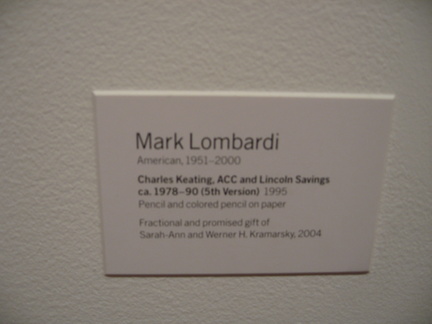 Mark Lombardi
American, 1951–2000
Charles Keating, ACC and Lincoln Savings
ca. 1978–90 (5th Version) 1995
Pencil and colored pencil on paper
Fractional and promised gift of
Sarah-Ann and Werner H. Kramarsky, 2004